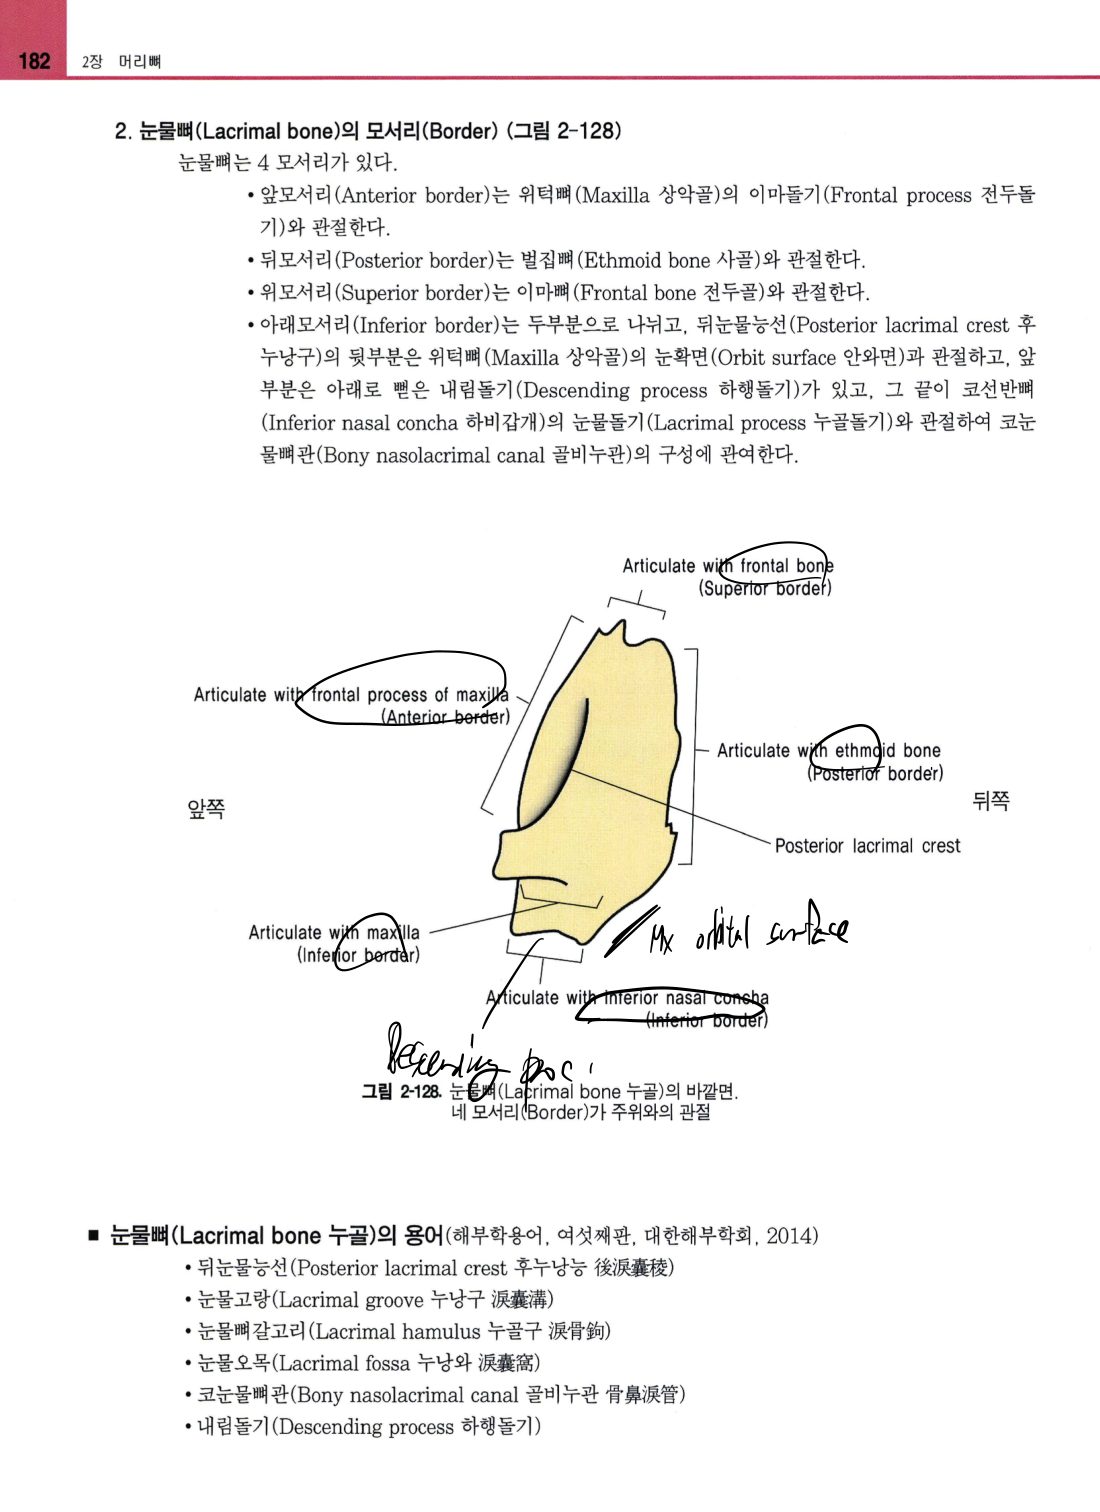 182 2장 머리뼈
2. 눈물뼈(Lacrimal bone)의 모서리(Border) (그림 2-128)
눈물뼈는 4 모서리가 있다.
• 앞모서리(Anterior border)는 위턱뼈(Maxilla 상악골)의 이마돌기(Frontal process 전두돌
기)와 관절한다.
• 뒤모서리(Posterior border)는 벌집뼈(Ethmoid bone 사골)와 관절한다.
• 위모서리(Superior border)는 이마뼈(Frontal bone 전두골)와 관절한다.
• 아래모서리(Inferior border)는 두부분으로 나뉘고, 뒤눈물능선(Posterior lacrimal crest 후
누낭구)의 뒷부분은 위턱뼈(Maxilla 상악골)의 눈확면(Orbit surface 안와면)과 관절하고, 앞
부분은 아래로 뻗은 내림돌기(Descending process 하행돌기)가 있고, 그 끝이 코선반뼈
(Inferior nasal concha 하비갑개)의 눈물돌기(Lacrimal process 누골돌기)와 관절하여 코눈
물뼈관(Bony nasolacrimal canal 골비누관)의 구성에 관여한다.
Articulate with frontal bone
(Superior border)
Articulate with frontal process of maxilla
(Anterior border)
Articulate with ethmoid bone
(Posterior border)
앞쪽
뒤쪽
Posterior lacrimal crest
Articulate with maxilla
(Inferior border)
Mx orbital surface
Articulate with inferior nasal concha
(Inferior border)
Descending proc.
그림 2-128. 눈물뼈(Lacrimal bone 누골)의 바깥면.
네 모서리(Border)가 주위와의 관절
■ 눈물뼈(Lacrimal bone 누골)의 용어(해부학용어, 여섯째판, 대한해부학회, 2014)
• 뒤눈물능선(Posterior lacrimal crest 후누낭능 後淚囊稜)
• 눈물고랑(Lacrimal groove 누낭구 淚囊溝)
• 눈물뼈갈고리(Lacrimal hamulus 누골구 淚骨鉤)
• 눈물오목(Lacrimal fossa 누낭와 淚囊窩)
• 코눈물뼈관(Bony nasolacrimal canal 골비누관 骨鼻淚管)
• 내림돌기(Descending process 하행돌기)